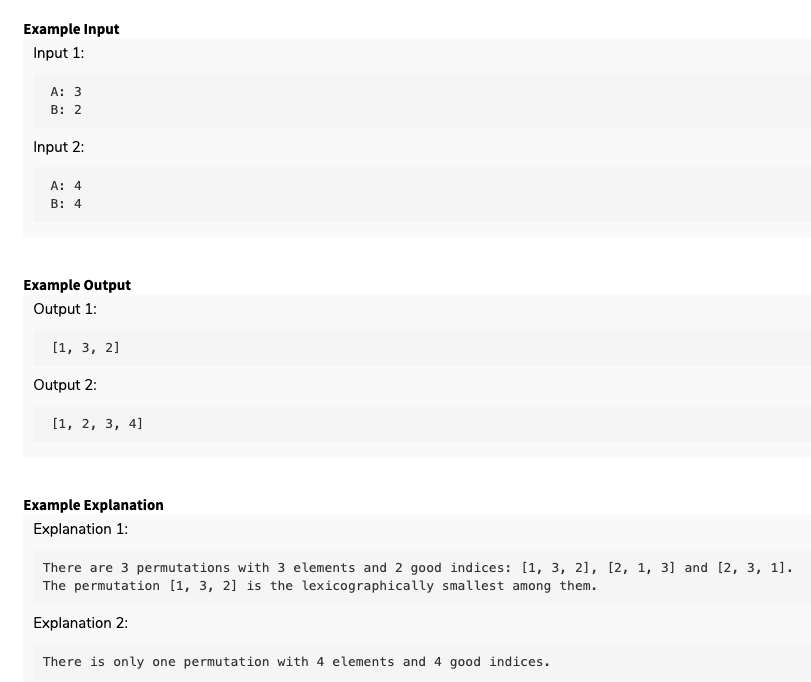 Example Input
Input 1:
A: 3
B: 2
Input 2:
A: 4
B: 4
Example Output
Output 1:
[1, 3, 2]
Output 2:
[1, 2, 3, 4]
Example Explanation
Explanation 1:
There are 3 permutations with 3 elements and 2 good indices: [1, 3, 2], [2, 1, 3] and [2, 3, 1].
The permutation [1, 3, 2] is the lexicographically smallest among them.
Explanation 2:
There is only one permutation with 4 elements and 4 good indices.